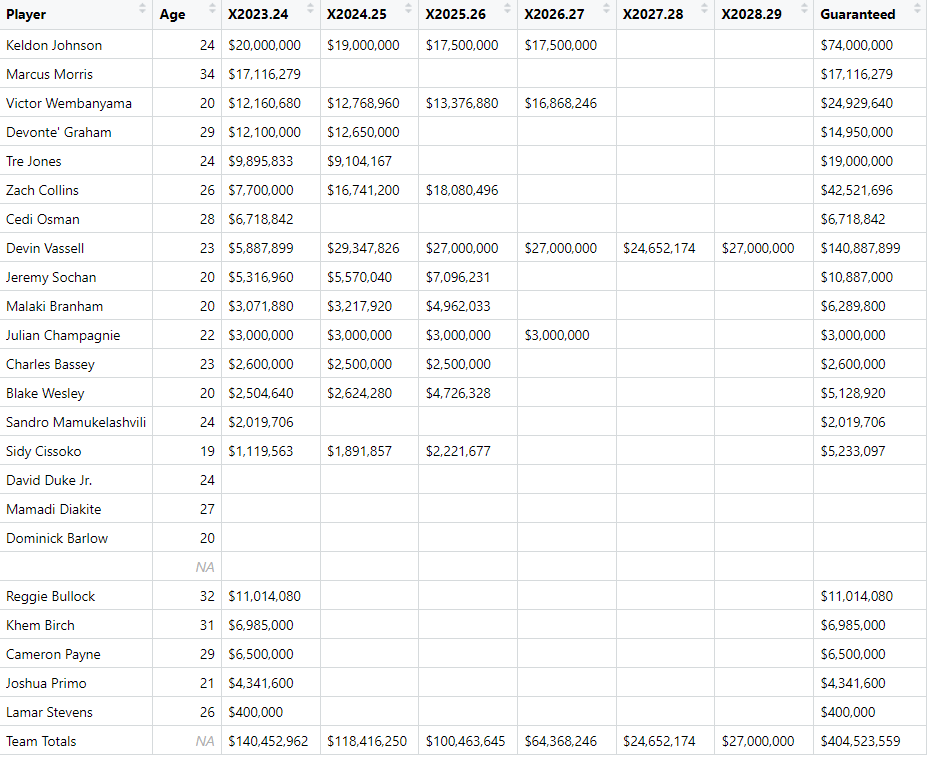 Player Age X2023.24 X2024.25 X2025.26 X2026.27 X2027.28 X2028.29 Guaranteed
Keldon Johnson 24 $20,000,000 $19,000,000 $17,500,000 $17,500,000 $74,000,000
Marcus Morris 34 $17,116,279 $17,116,279
Victor Wembanyama 20 $12,160,680 $12,768,960 $13,376,880 $16,868,246 $24,929,640
Devonte' Graham 29 $12,100,000 $12,650,000 $14,950,000
Tre Jones 24 $9,895,833 $9,104,167 $19,000,000
Zach Collins 26 $7,700,000 $16,741,200 $18,080,496 $42,521,696
Cedi Osman 28 $6,718,842 $6,718,842
Devin Vassell 23 $5,887,899 $29,347,826 $27,000,000 $27,000,000 $24,652,174 $27,000,000 $140,887,899
Jeremy Sochan 20 $5,316,960 $5,570,040 $7,096,231 $10,887,000
Malaki Branham 20 $3,071,880 $3,217,920 $4,962,033 $6,289,800
Julian Champagnie 22 $3,000,000 $3,000,000 $3,000,000 $3,000,000 $3,000,000
Charles Bassey 23 $2,600,000 $2,500,000 $2,500,000 $2,600,000
Blake Wesley 20 $2,504,640 $2,624,280 $4,726,328 $5,128,920
Sandro Mamukelashvili 24 $2,019,706 $2,019,706
Sidy Cissoko 19 $1,119,563 $1,891,857 $2,221,677 $5,233,097
David Duke Jr. 24
Mamadi Diakite 27
Dominick Barlow 20
NA
Reggie Bullock 32 $11,014,080 $11,014,080
Khem Birch 31 $6,985,000 $6,985,000
Cameron Payne 29 $6,500,000 $6,500,000
Joshua Primo 21 $4,341,600 $4,341,600
Lamar Stevens 26 $400,000 $400,000
Team Totals NA $140,452,962 $118,416,250 $100,463,645 $64,368,246 $24,652,174 $27,000,000 $404,523,559